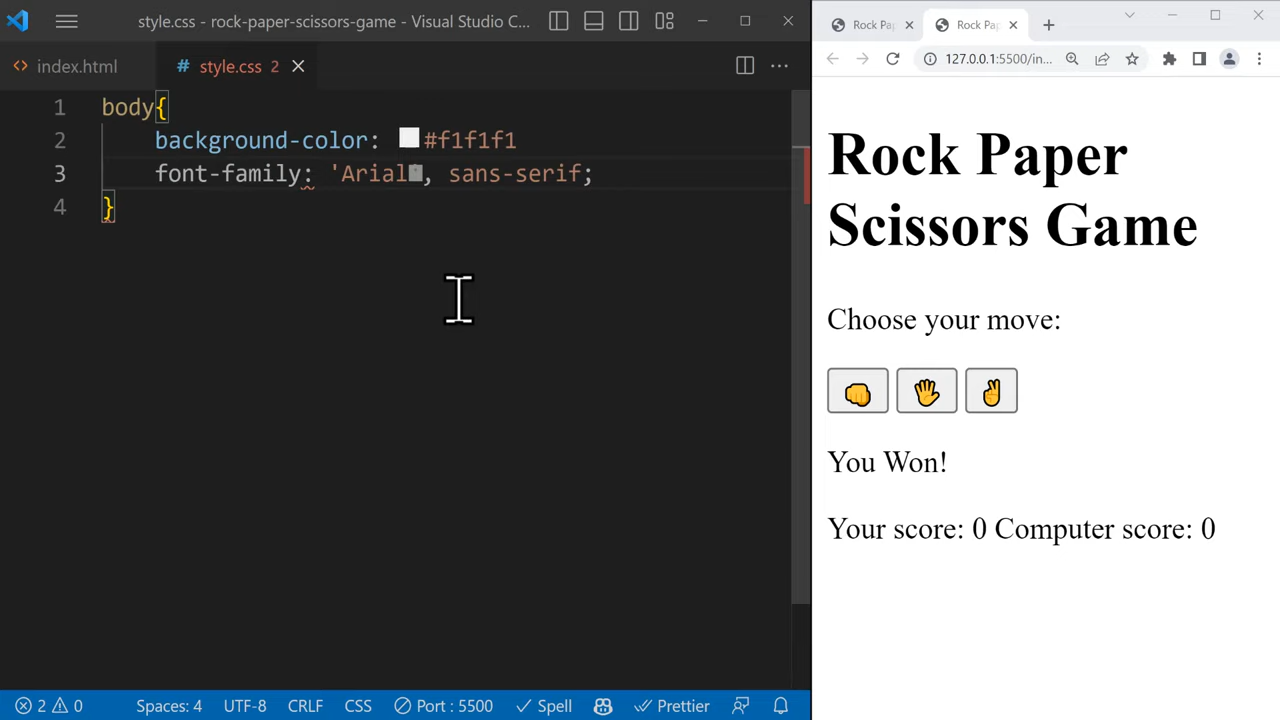 style.css - rock-paper-scissors-game - Visual Studio C...
index.html
# style.css 2
1 body{
2 background-color: #f1f1f1
3 font-family: 'Arial', sans-serif;
4 }
2 0
Spaces: 4 UTF-8 CRLF CSS Port : 5500 Spell Prettier
Rock Pap Rock Pap
127.0.0.1:5500/in...
Rock Paper
Scissors Game
Choose your move:
You Won!
Your score: 0 Computer score: 0